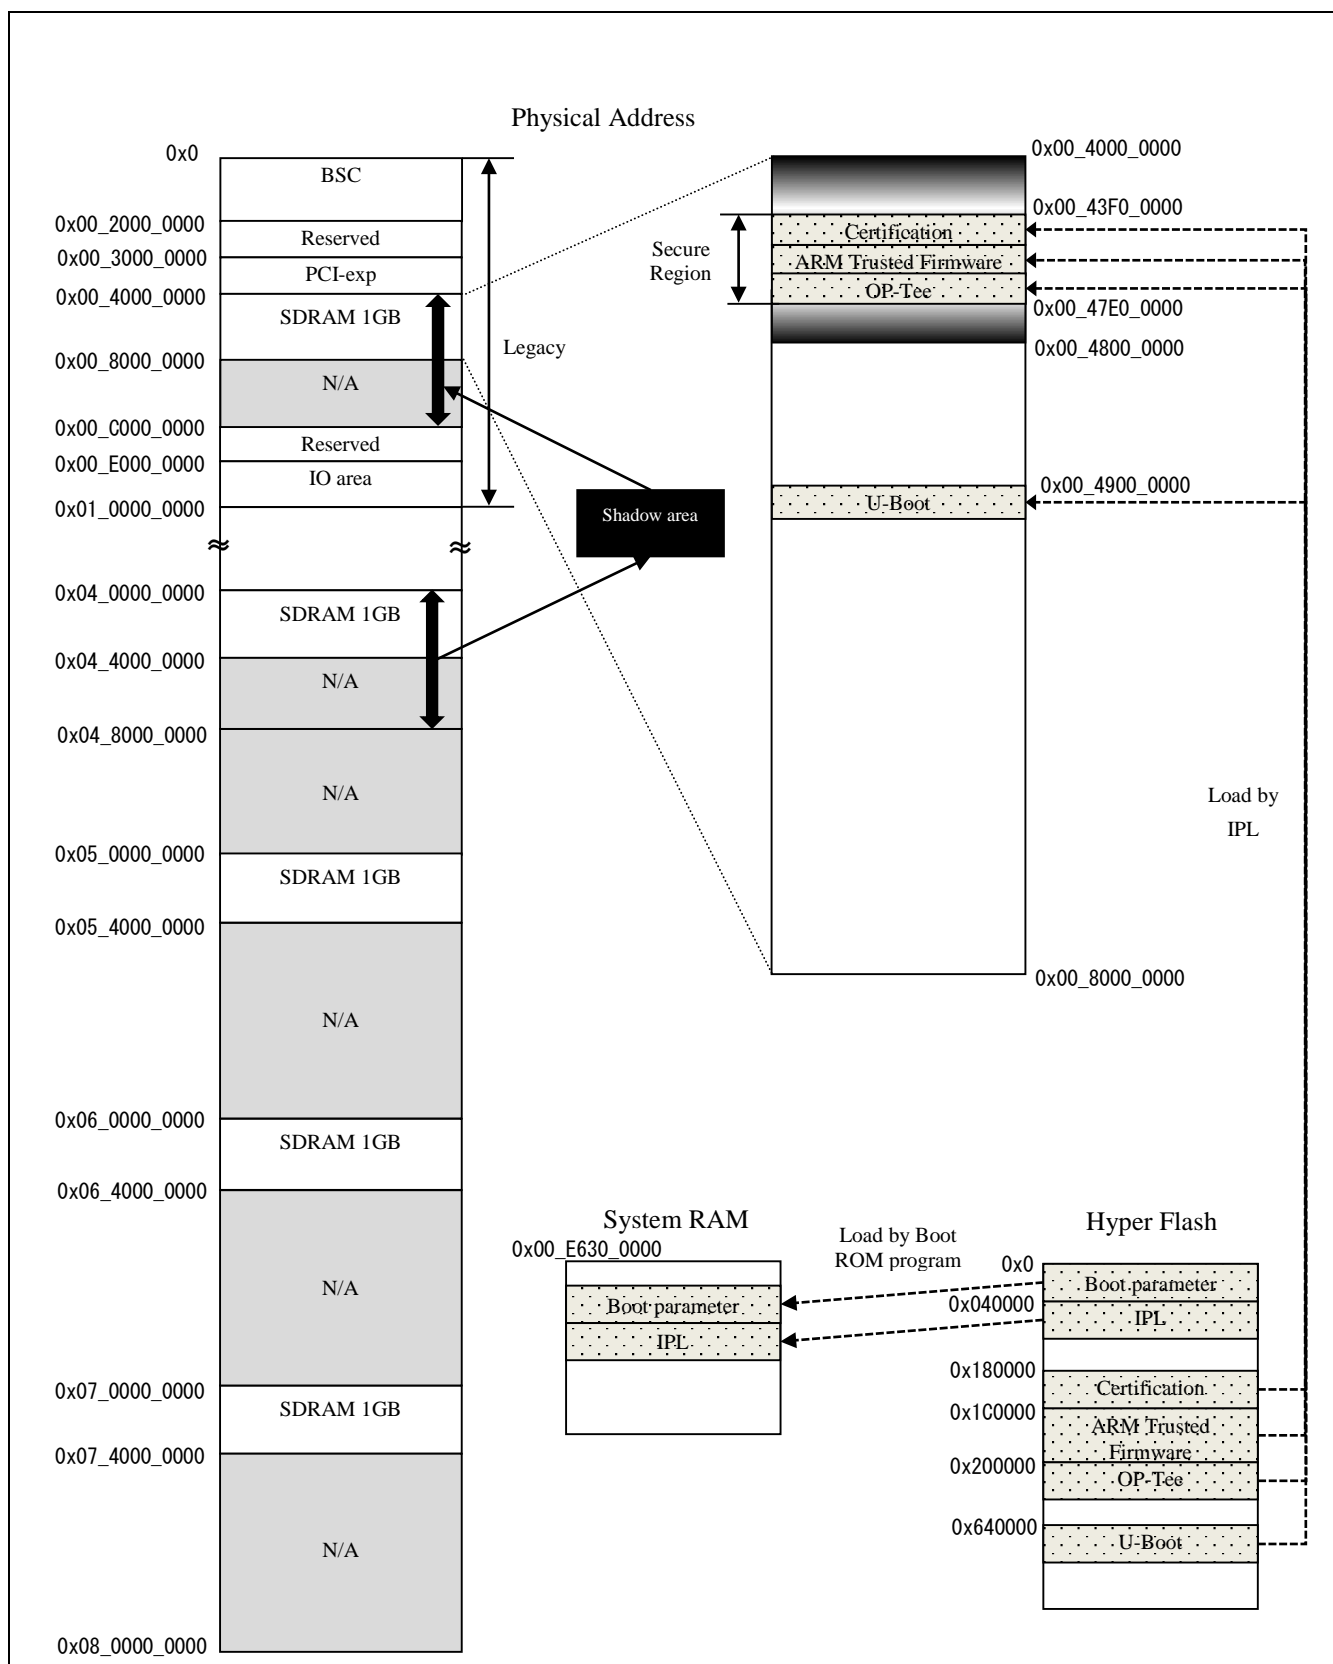 Physical Address
0x0
BSC
0x00_2000_0000
Reserved
0x00_3000_0000
PCI-exp
0x00_4000_0000
SDRAM 1GB
0x00_8000_0000
N/A
0x00_C000_0000
Reserved
0x00_E000_0000
IO area
0x01_0000_0000
Legacy
Shadow area
0x04_0000_0000
SDRAM 1GB
0x04_4000_0000
N/A
0x04_8000_0000
N/A
0x05_0000_0000
SDRAM 1GB
0x05_4000_0000
N/A
0x06_0000_0000
SDRAM 1GB
0x06_4000_0000
N/A
0x07_0000_0000
SDRAM 1GB
0x07_4000_0000
N/A
0x08_0000_0000
0x00_4000_0000
0x00_43F0_0000
Secure
Region
Certification
ARM Trusted Firmware
OP-Tee
0x00_47E0_0000
0x00_4800_0000
0x00_4900_0000
U-Boot
0x00_8000_0000
Load by
IPL
System RAM
0x00_E630_0000
Boot parameter
IPL
Load by Boot
ROM program
Hyper Flash
0x0
Boot parameter
0x040000
IPL
0x180000
Certification
0x1C0000
ARM Trusted
Firmware
0x200000
OP-Tee
0x640000
U-Boot